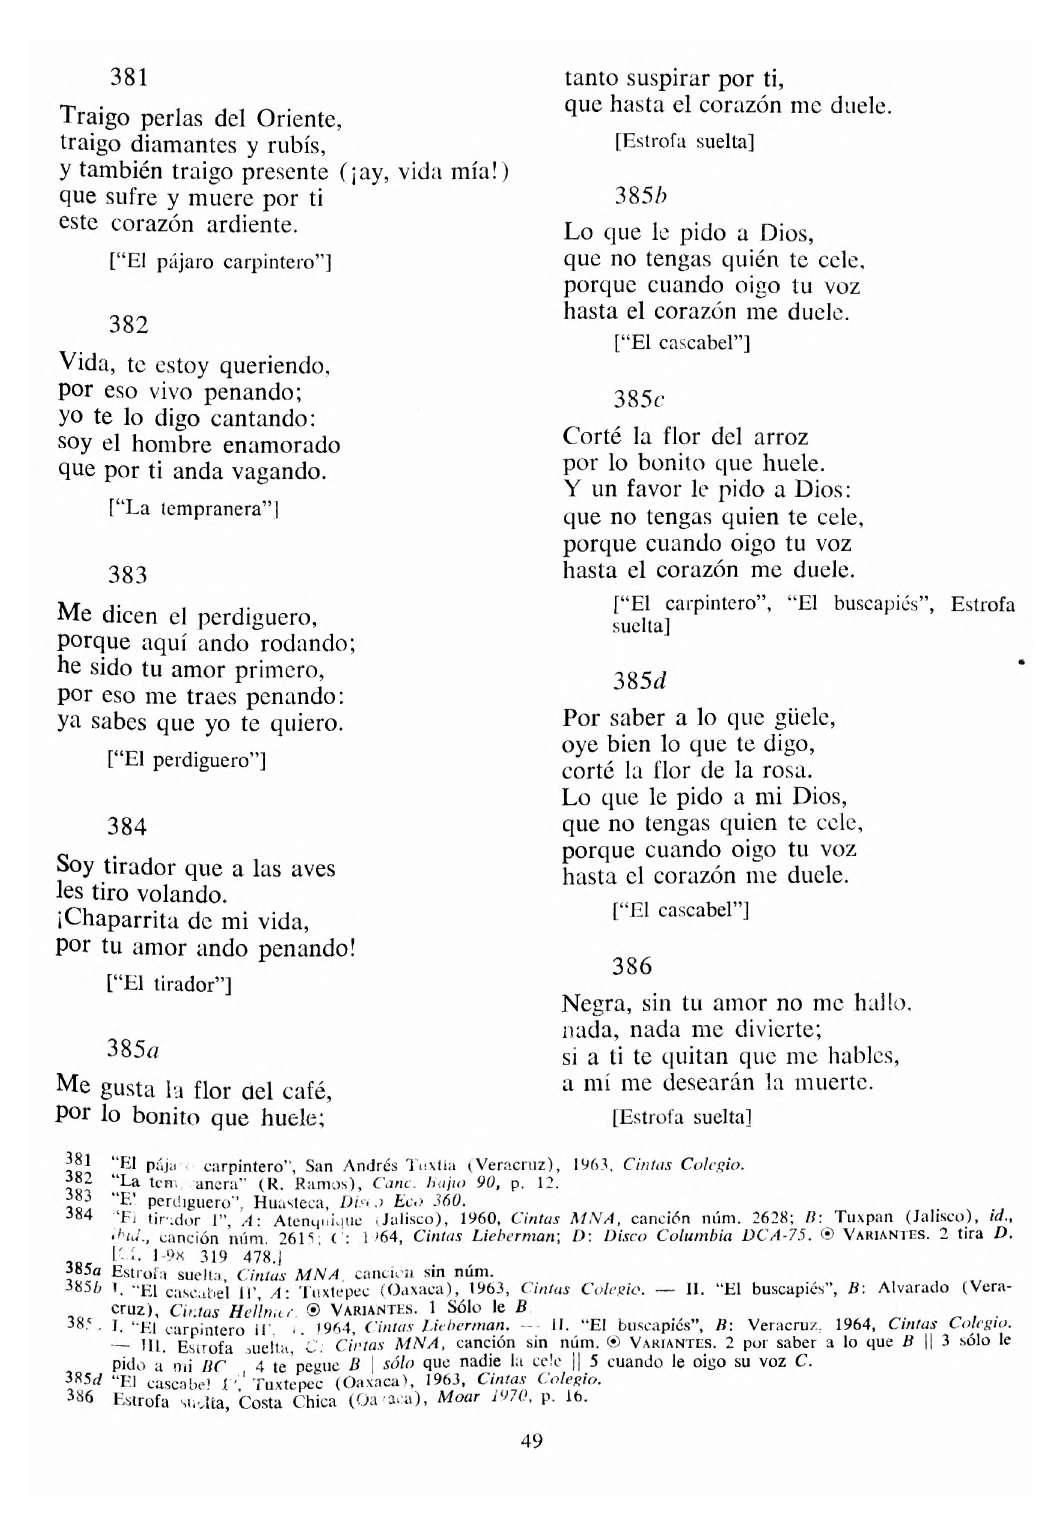 381
Traigo perlas del Oriente,
traigo diamantes y rubís,
y también traigo presente (¡ay, vida mía!)
que sufre y muere por ti
este corazón ardiente.
[“El pájaro carpintero”]
382
Vida, te estoy queriendo,
por eso vivo penando;
yo te lo digo cantando:
soy el hombre enamorado
que por ti anda vagando.
[“La tempranera”]
383
Me dicen el perdiguero,
porque aquí ando rodando;
he sido tu amor primero,
por eso me traes penando:
ya sabes que yo te quiero.
[“El perdiguero”]
384
Soy tirador que a las aves
les tiro volando.
¡Chaparrita de mi vida,
por tu amor ando penando!
[“El tirador”]
385a
Me gusta la flor del café,
por lo bonito que huele;
tanto suspirar por ti,
que hasta el corazón me duele.
[Estrofa suelta]
385b
Lo que le pido a Dios,
que no tengas quién te cele,
porque cuando oigo tu voz
hasta el corazón me duele.
[“El cascabel”]
385c
Corté la flor del arroz
por lo bonito que huele.
Y un favor le pido a Dios:
que no tengas quien te cele,
porque cuando oigo tu voz
hasta el corazón me duele.
[“El carpintero”, “El buscapiés”, Estrofa
suelta]
385d
Por saber a lo que güele,
oye bien lo que te digo,
corté la flor de la rosa.
Lo que le pido a mi Dios,
que no tengas quien te cele,
porque cuando oigo tu voz
hasta el corazón me duele.
[“El cascabel”]
386
Negra, sin tu amor no me hallo,
nada, nada me divierte;
si a ti te quitan que me hables,
a mí me desearán la muerte.
[Estrofa suelta]
381 “El carpintero”, San Andrés Tuxtla (Veracruz), 1963, Cintas Colegio.
382 “La (R. Ramos), Canc. bajío 90, p. 12.
383 “El perdiguero”, Huasteca, Disco Eco 360.
384 “El tirador I”, A: Atenquique (Jalisco), 1960, Cintas MNA, canción núm. 2628; B: Tuxpan (Jalisco), id.,
ibid., canción núm. 2615; C: 1964, Cintas Lieberman; D: Disco Columbia DCA-75. ⊙ VARIANTES. 2 tira D.
319 478.]
385a Estrofa suelta, Cintas MNA, canción sin núm.
385b I. “El cascabel II”, A: Tuxtepec (Oaxaca), 1963, Cintas Colegio. — II. “El buscapiés”, B: Alvarado (Vera-
cruz), Cintas Hellmer. ⊙ VARIANTES. 1 Sólo le B
I. “El carpintero II”, 1964, Cintas Lieberman. — II. “El buscapiés”, B: Veracruz, 1964, Cintas Colegio.
— III. Estrofa suelta, C: Cintas MNA, canción sin núm. ⊙ VARIANTES. 2 por saber a lo que B || 3 sólo le
pido a mi BC 4 te pegue B | sólo que nadie la cele || 5 cuando le oigo su voz C.
385d “El cascabel I”, Tuxtepec (Oaxaca), 1963, Cintas Colegio.
386 Estrofa suelta, Costa Chica (Oaxaca), Moar 1970, p. 16.
49